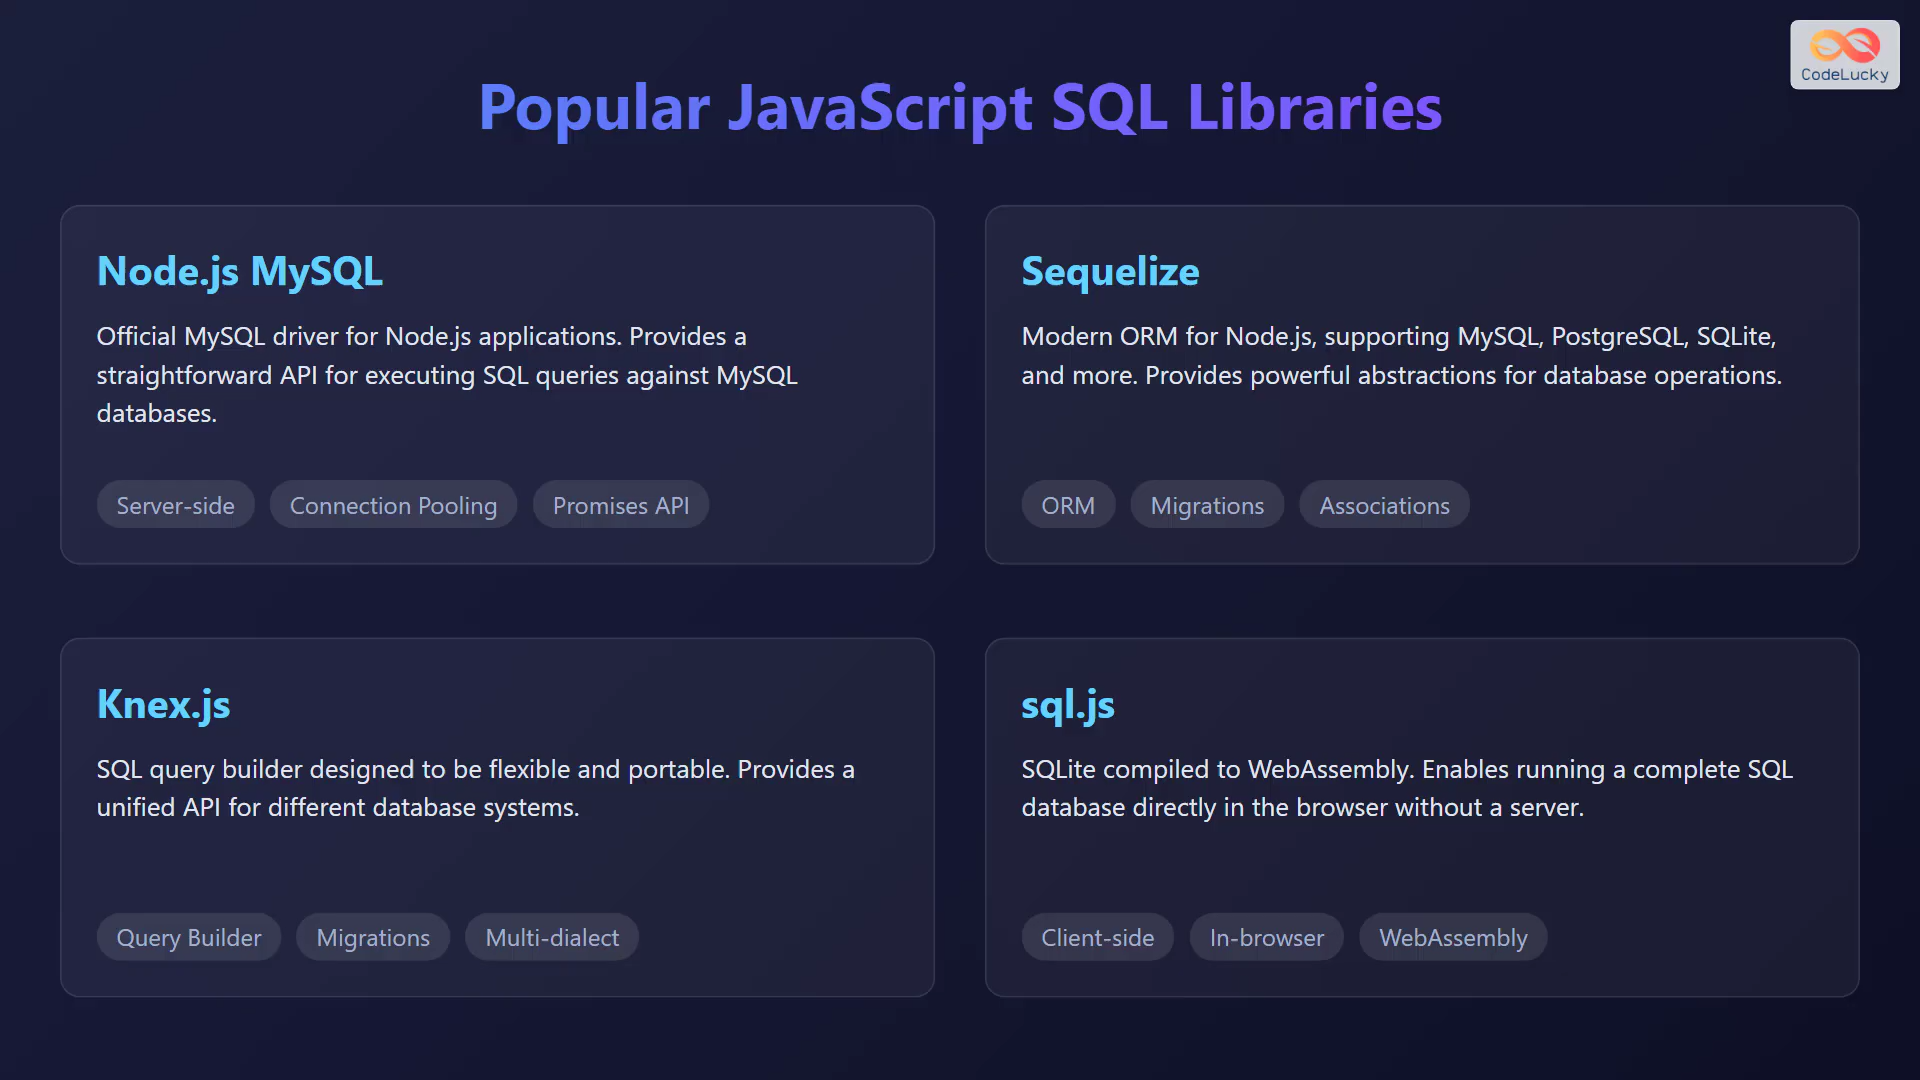 CodeLucky
Popular JavaScript SQL Libraries
Node.js MySQL
Official MySQL driver for Node.js applications. Provides a
straightforward API for executing SQL queries against MySQL
databases.
Server-side
Connection Pooling
Promises API
Sequelize
Modern ORM for Node.js, supporting MySQL, PostgreSQL, SQLite,
and more. Provides powerful abstractions for database operations.
ORM
Migrations
Associations
Knex.js
SQL query builder designed to be flexible and portable. Provides a
unified API for different database systems.
Query Builder
Migrations
Multi-dialect
sql.js
SQLite compiled to WebAssembly. Enables running a complete SQL
database directly in the browser without a server.
Client-side
In-browser
WebAssembly